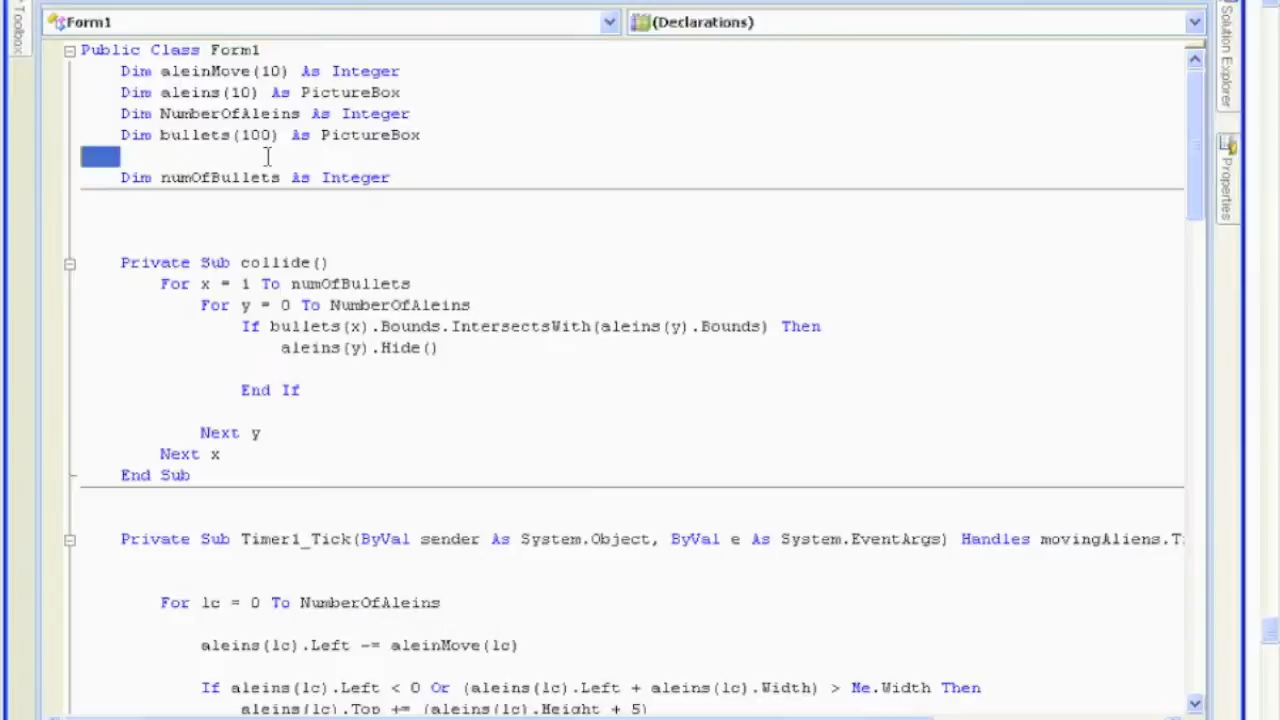 Toolbox
Form1
(Declarations)
Solution Explorer
Properties
Public Class Form1
Dim aleinMove(10) As Integer
Dim aleins(10) As PictureBox
Dim NumberOfAleins As Integer
Dim bullets(100) As PictureBox
Dim numOfBullets As Integer
Private Sub collide()
For x = 1 To numOfBullets
For y = 0 To NumberOfAleins
If bullets(x).Bounds.IntersectsWith(aleins(y).Bounds) Then
aleins(y).Hide()
End If
Next y
Next x
End Sub
Private Sub Timer1_Tick(ByVal sender As System.Object, ByVal e As System.EventArgs) Handles movingAliens.T
For lc = 0 To NumberOfAleins
aleins(lc).Left -= aleinMove(lc)
If aleins(lc).Left < 0 Or (aleins(lc).Left + aleins(lc).Width) > Me.Width Then
aleins(lc).Top += (aleins(lc).Height + 5)